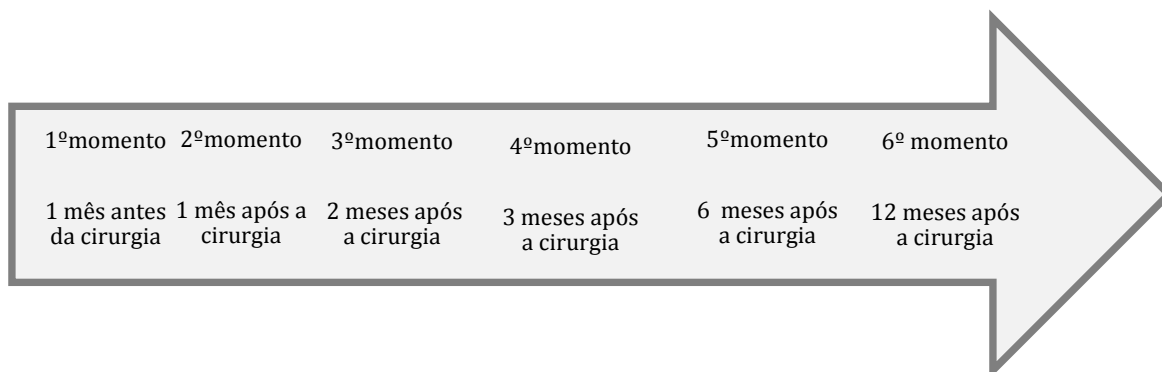 1ºmomento
1 mês antes
da cirurgia
2ºmomento
1 mês após a
cirurgia
3ºmomento
2 meses após
a cirurgia
4ºmomento
3 meses após
a cirurgia
5ºmomento
6 meses após
a cirurgia
6º momento
12 meses após
a cirurgia